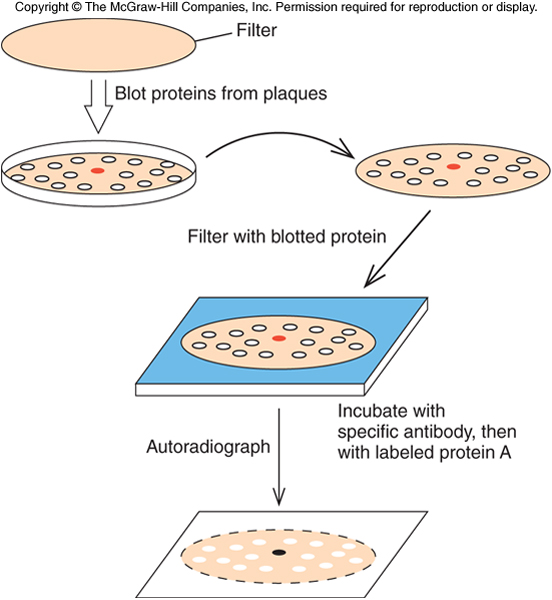 Copyright © The McGraw-Hill Companies, Inc. Permission required for reproduction or display.
Filter
Blot proteins from plaques
Filter with blotted protein
Incubate with
specific antibody, then
with labeled protein A
Autoradiograph